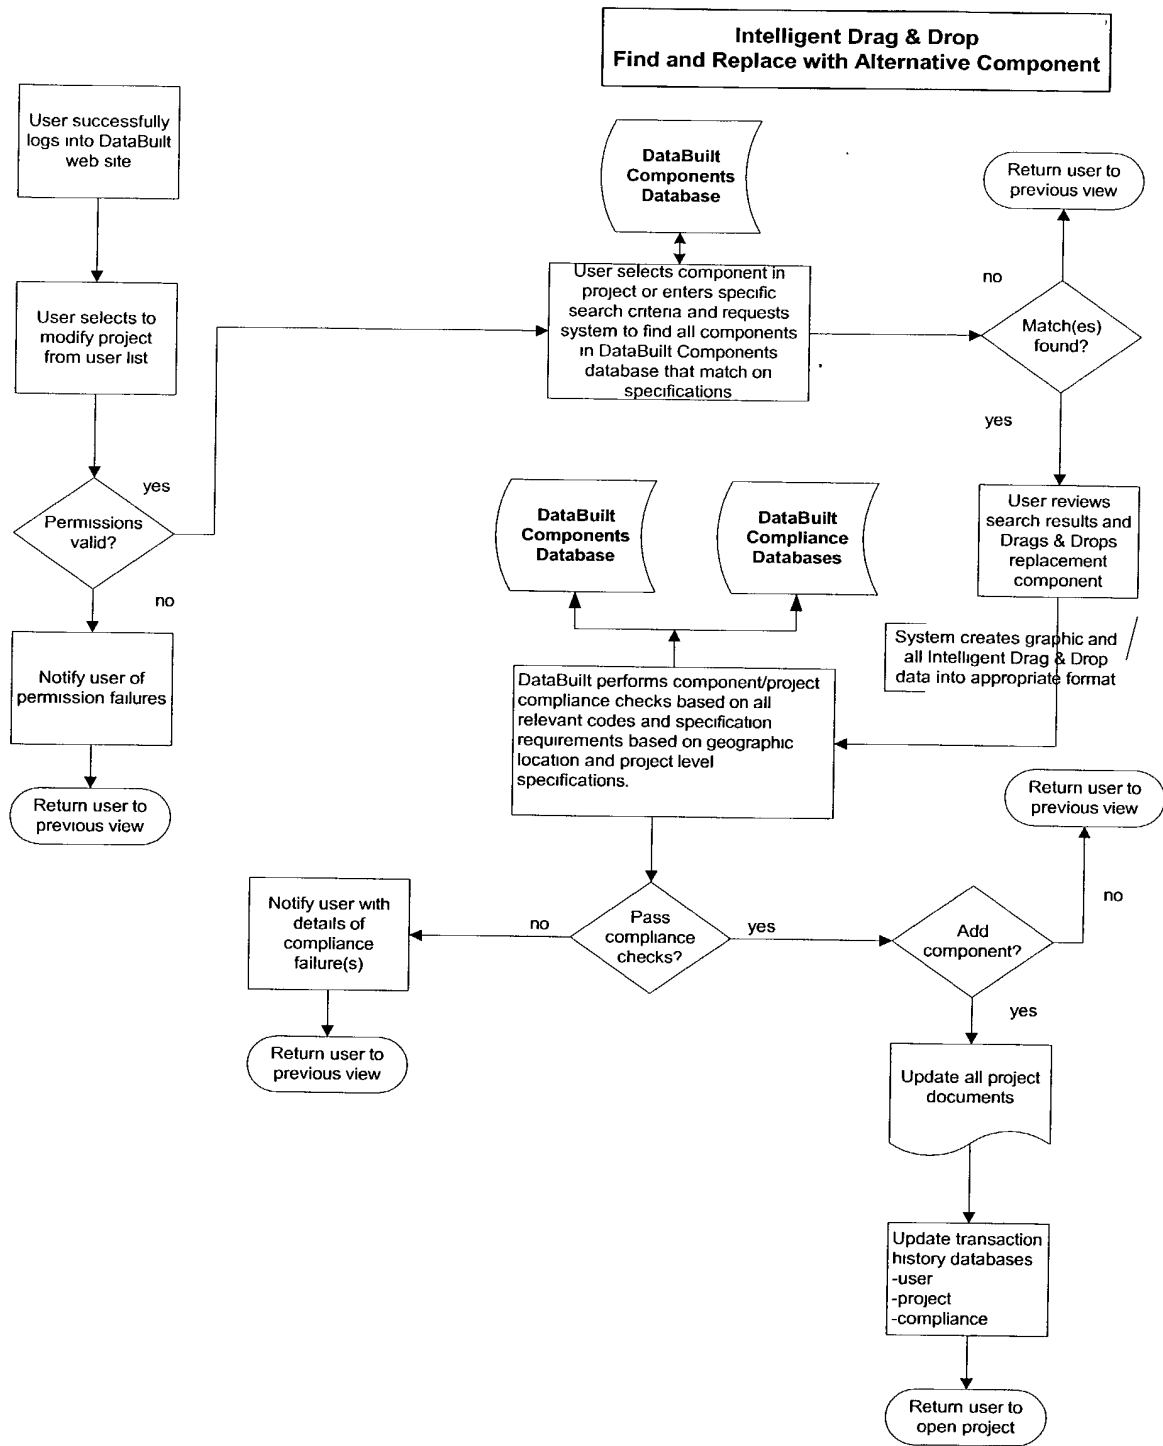 Intelligent Drag & Drop
Find and Replace with Alternative Component
User successfully
logs into DataBuilt
web site
DataBuilt
Components
Database
Return user to
previous view
User selects to
modify project
from user list
User selects component in
project or enters specific
search criteria and requests
system to find all components
in DataBuilt Components
database that match on
specifications
no
Match(es)
found?
yes
yes
Permissions
valid?
no
DataBuilt
Components
Database
DataBuilt
Compliance
Databases
User reviews
search results and
Drags & Drops
replacement
component
System creates graphic and
all Intelligent Drag & Drop
data into appropriate format
Notify user of
permission failures
DataBuilt performs component/project
compliance checks based on all
relevant codes and specification
requirements based on geographic
location and project level
specifications.
Return user to
previous view
Return user to
previous view
Notify user with
details of
compliance
failure(s)
no
Pass
compliance
checks?
yes
Add
component?
no
yes
Return user to
previous view
Update all project
documents
Update transaction
history databases
-user
-project
-compliance
Return user to
open project